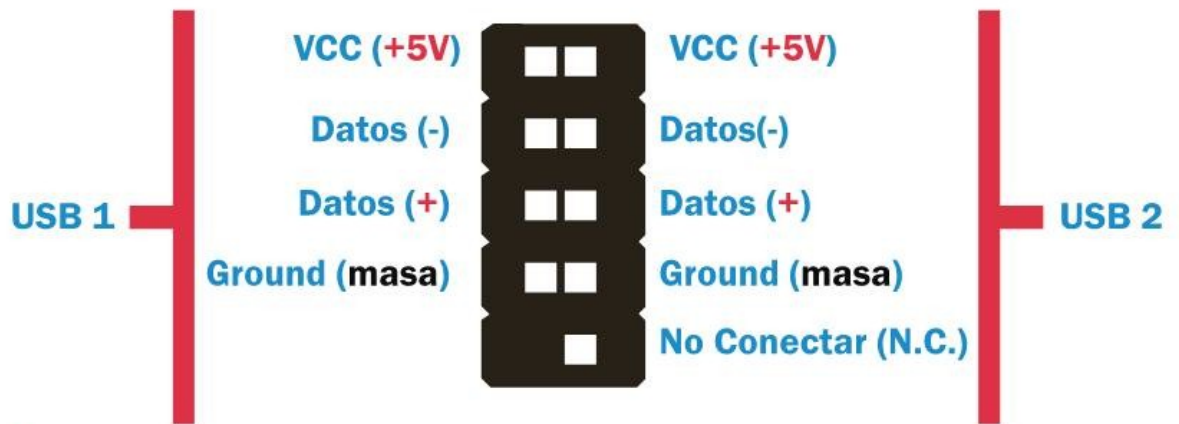 VCC (+5V)
VCC (+5V)
Datos (-)
Datos(-)
Datos (+)
Datos (+)
USB 1
USB 2
Ground (masa)
Ground (masa)
No Conectar (N.C.)